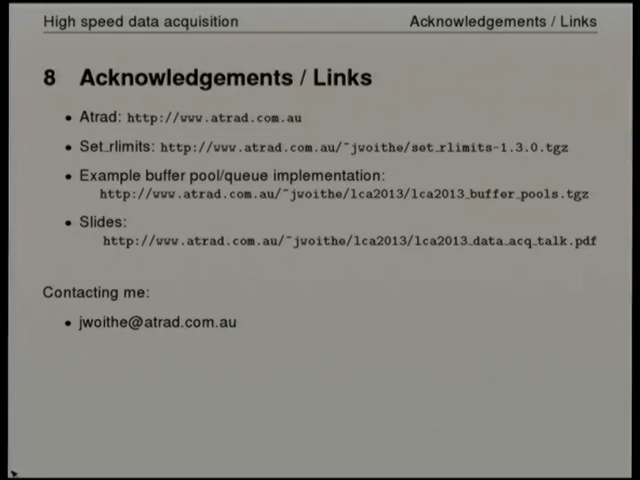 High speed data acquisition Acknowledgements / Links
8 Acknowledgements / Links
• Atrad: http://www.atrad.com.au
• Set_rlimits: http://www.atrad.com.au/~jwoithe/set_rlimits-1.3.0.tgz
• Example buffer pool/queue implementation:
http://www.atrad.com.au/~jwoithe/lca2013/lca2013_buffer_pools.tgz
• Slides:
http://www.atrad.com.au/~jwoithe/lca2013/lca2013_data_acq_talk.pdf
Contacting me:
• jwoithe@atrad.com.au